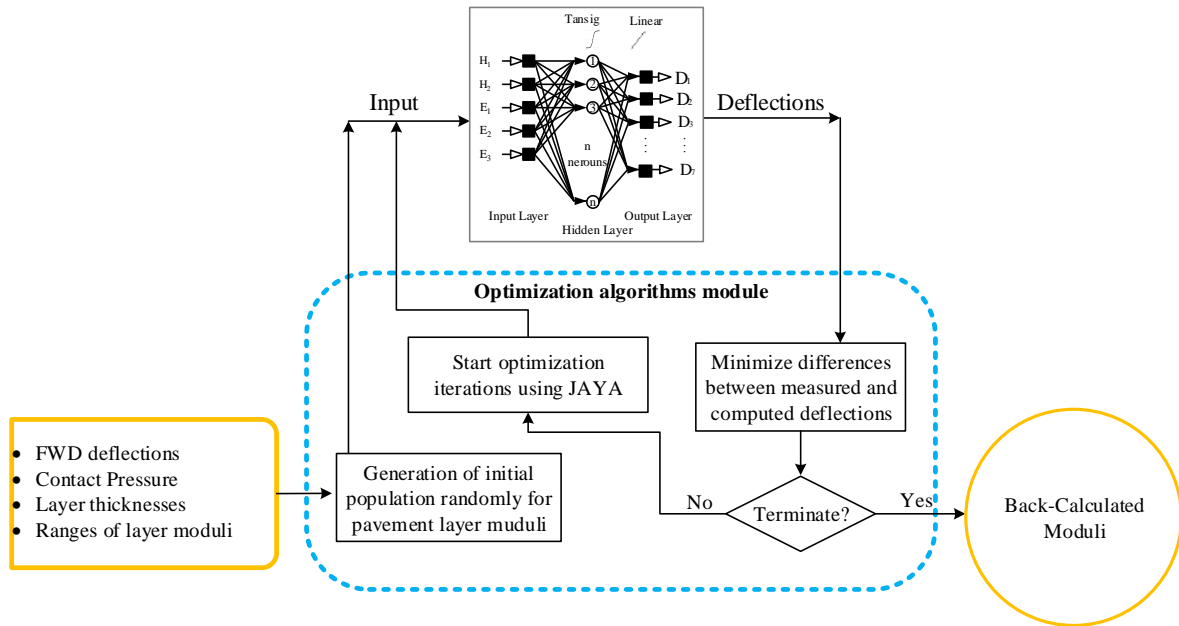 Tansig
Linear
H₁
H₂
E₁
E₂
E₃
1
2
3
n
nerouns
n
D₁
D₂
D₃
D₇
Input Layer
Hidden Layer
Output Layer
Input
Deflections
Optimization algorithms module
Start optimization
iterations using JAYA
Minimize differences
between measured and
computed deflections
• FWD deflections
• Contact Pressure
• Layer thicknesses
• Ranges of layer moduli
Generation of initial
population randomly for
pavement layer muduli
No
Terminate?
Yes
Back-Calculated
Moduli